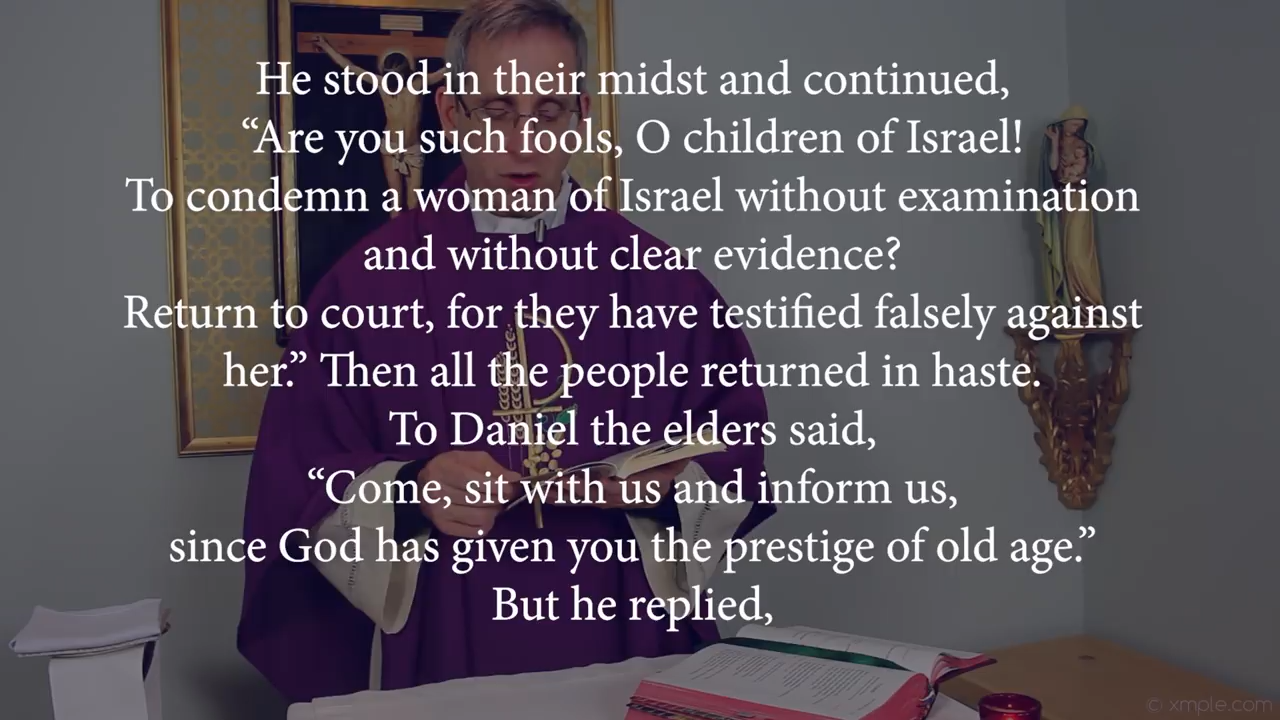 He stood in their midst and continued,
“Are you such fools, O children of Israel!
To condemn a woman of Israel without examination
and without clear evidence?
Return to court, for they have testified falsely against
her.” Then all the people returned in haste.
To Daniel the elders said,
“Come, sit with us and inform us,
since God has given you the prestige of old age.”
But he replied,
© xmple.com